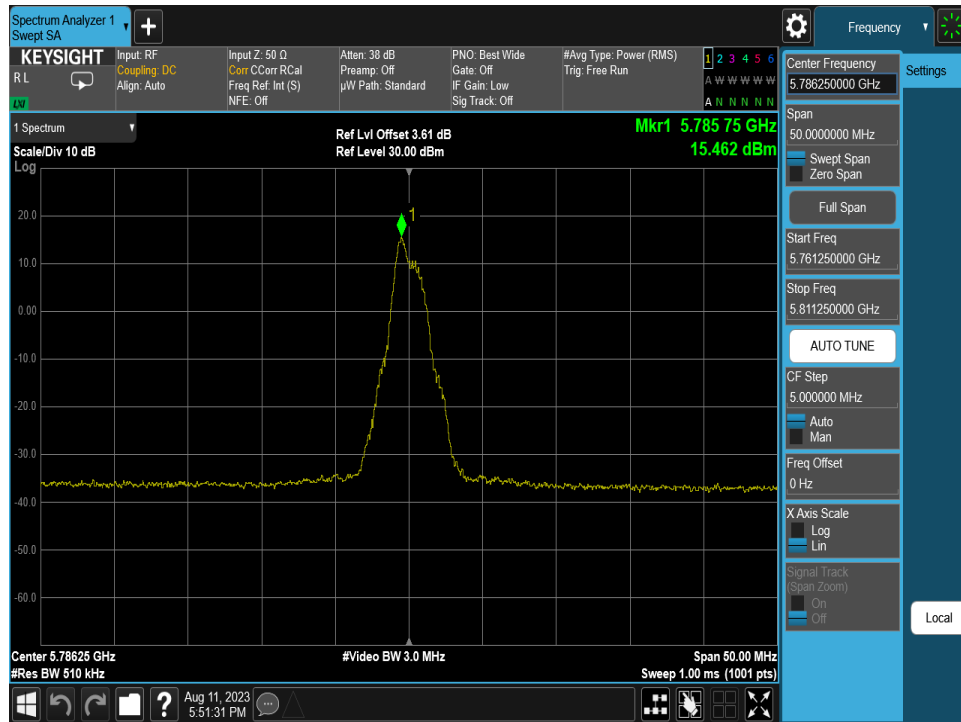 Spectrum Analyzer 1
Swept SA
Frequency
KEYSIGHT
R L
LXI
Input: RF
Coupling: DC
Align: Auto
Input Z: 50 Ω
Corr CCorr RCal
Freq Ref: Int (S)
NFE: Off
Atten: 38 dB
Preamp: Off
µW Path: Standard
PNO: Best Wide
Gate: Off
IF Gain: Low
Sig Track: Off
#Avg Type: Power (RMS)
Trig: Free Run
1 2 3 4 5 6
A W W W W W
A N N N N N
1 Spectrum
Scale/Div 10 dB
Log
Ref Lvl Offset 3.61 dB
Ref Level 30.00 dBm
Mkr1 5.785 75 GHz
15.462 dBm
1
20.0
10.0
0.00
-10.0
-20.0
-30.0
-40.0
-50.0
-60.0
Center 5.78625 GHz
#Res BW 510 kHz
#Video BW 3.0 MHz
Span 50.00 MHz
Sweep 1.00 ms (1001 pts)
Center Frequency
5.786250000 GHz
Settings
Span
50.0000000 MHz
Swept Span
Zero Span
Full Span
Start Freq
5.761250000 GHz
Stop Freq
5.811250000 GHz
AUTO TUNE
CF Step
5.000000 MHz
Auto
Man
Freq Offset
0 Hz
X Axis Scale
Log
Lin
Signal Track
(Span Zoom)
On
Off
Local
?
Aug 11, 2023
5:51:31 PM